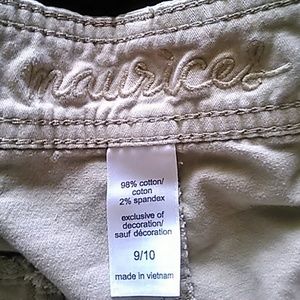 maurices
98% cotton/
coton
2% spandex
exclusive of
decoration/
sauf décoration
9/10
made in vietnam